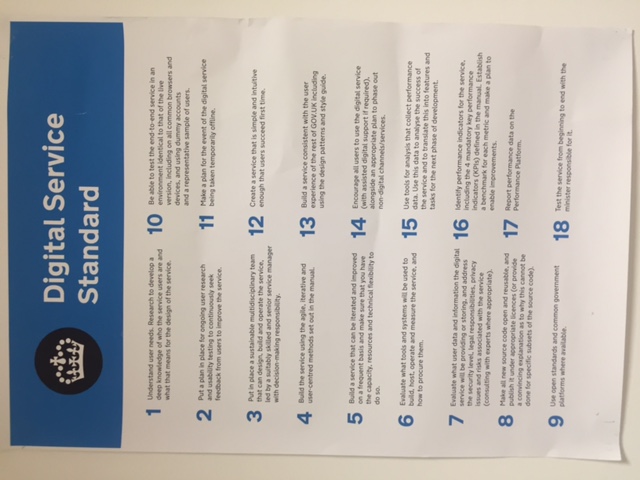 Digital Service
Standard
1 Understand user needs. Research to develop a
deep knowledge of who the service users are and
what that means for the design of the service.
2 Put a plan in place for ongoing user research
and usability testing to continuously seek
feedback from users to improve the service.
3 Put in place a sustainable multidisciplinary team
that can design, build and operate the service,
led by a suitably skilled and senior service manager
with decision making responsibility.
4 Build the service using the agile, iterative and
user-centred methods set out in the manual.
5 Build a service that can be iterated and improved
on a frequent basis and make sure that you have
the capacity, resources and technical flexibility to
do so.
6 Evaluate what tools and systems will be used to
build, host, operate and measure the service, and
how to procure them.
7 Evaluate what user data and information the digital
service will be providing or storing, and address
the security level, legal responsibilities, privacy
issues and risks associated with the service
(consulting with experts where appropriate).
8 Make all new source code open and reusable, and
publish it under appropriate licences (or provide
a convincing explanation as to why this cannot be
done for specific subsets of the source code).
9 Use open standards and common government
platforms where available.
10 Be able to test the end-to-end service in an
environment identical to that of the live
version, including on all common browsers and
devices, and using dummy accounts
and a representative sample of users.
11 Make a plan for the event of the digital service
being taken temporarily offline.
12 Create a service that is simple and intuitive
enough that users succeed first time.
13 Build a service consistent with the user
experience of the rest of GOV.UK including
using the design patterns and style guide.
14 Encourage all users to use the digital service
(with assisted digital support if required),
alongside an appropriate plan to phase out
non-digital channels/services.
15 Use tools for analysis that collect performance
data. Use this data to analyse the success of
the service and to translate this into features and
tasks for the next phase of development.
16 Identify performance indicators for the service,
including the 4 mandatory key performance
indicators (KPIs) defined in the manual. Establish
a benchmark for each metric and make a plan to
enable improvements.
17 Report performance data on the
Performance Platform.
18 Test the service from beginning to end with the
minister responsible for it.